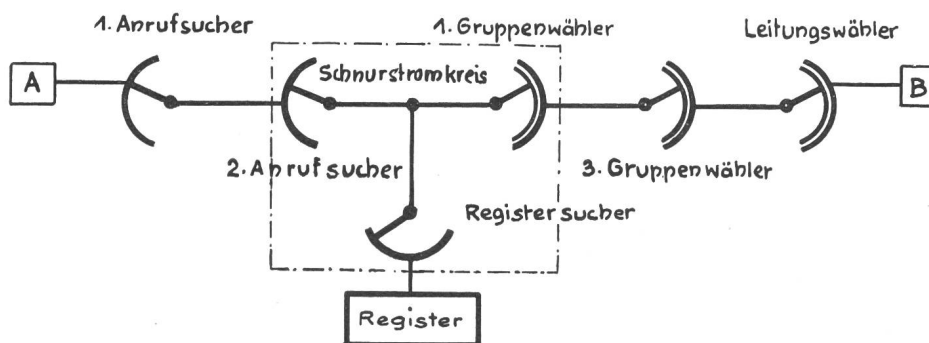 1. Anrufsucher
1. Gruppenwähler
Leitungswähler
A
Schnurstromkreis
B
2. Anrufsucher
3. Gruppenwähler
Registersucher
Register